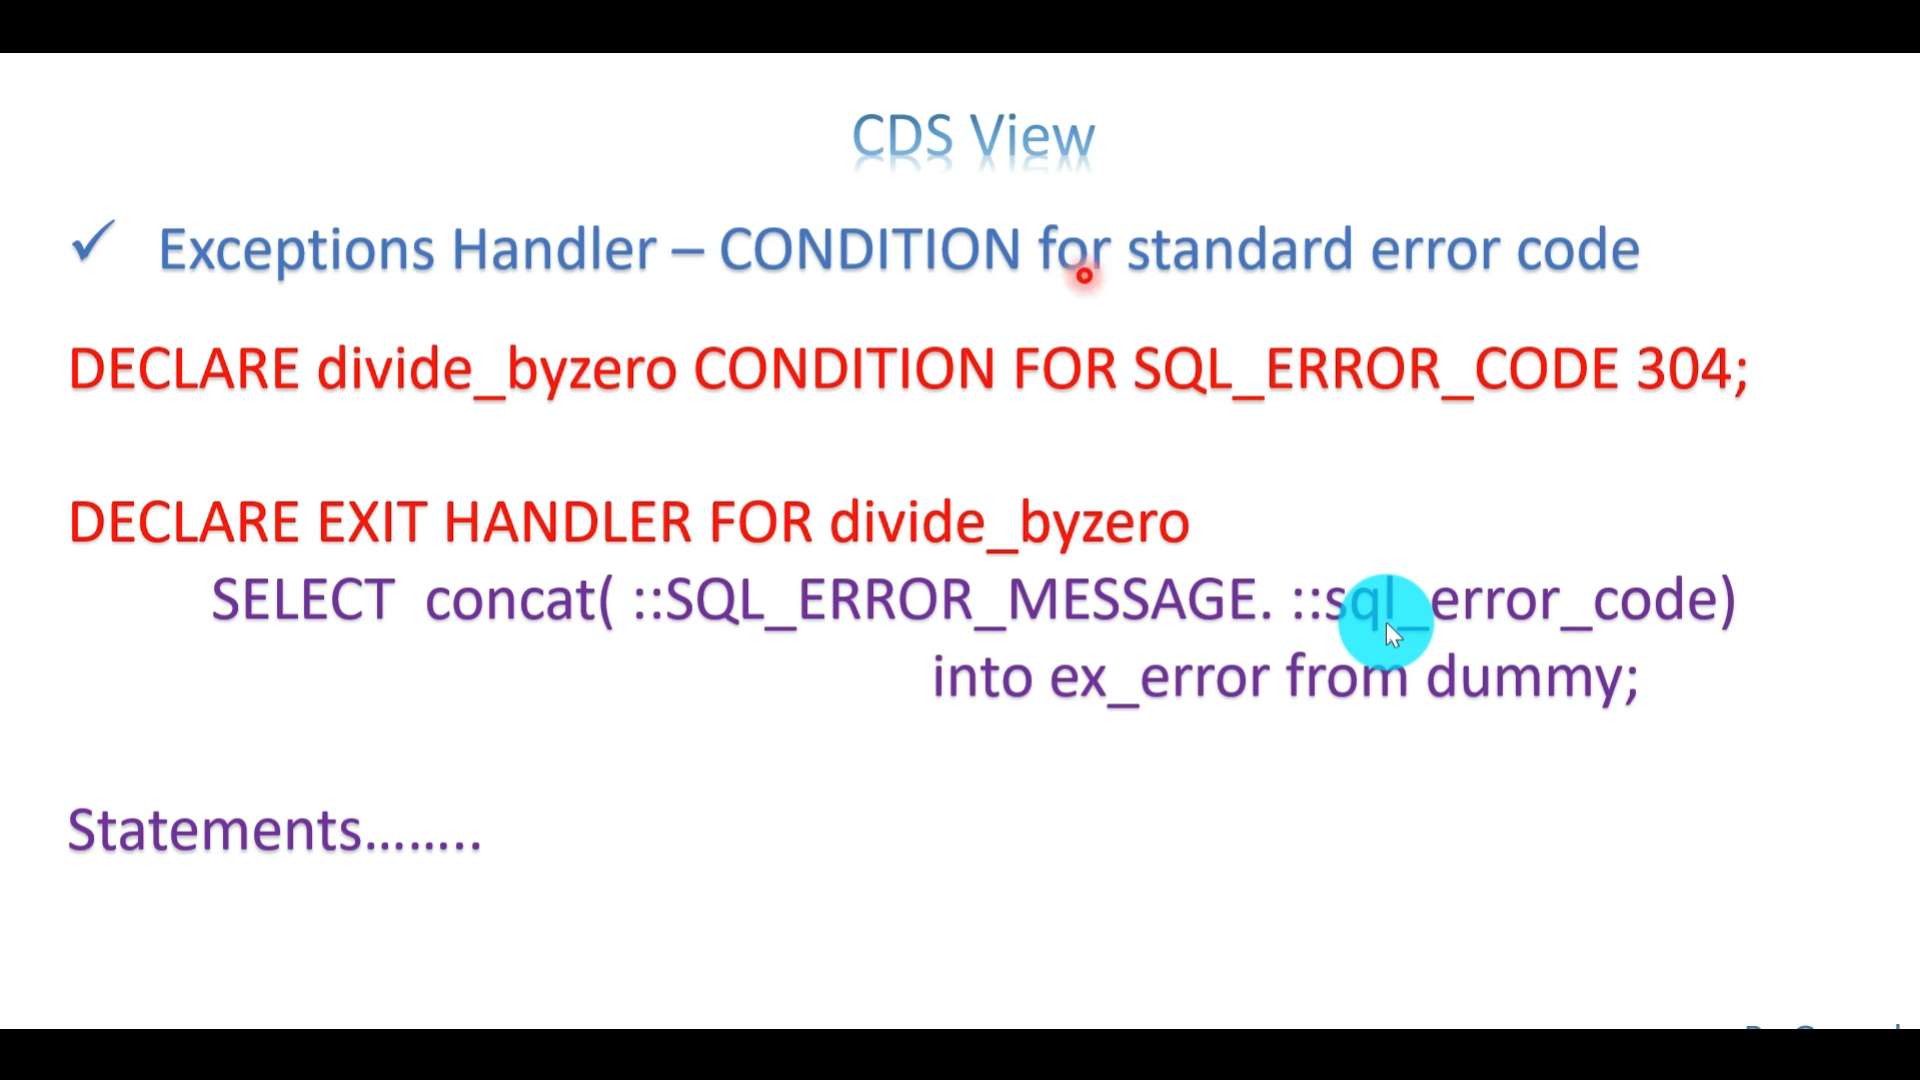 CDS View
✓ Exceptions Handler – CONDITION for standard error code
DECLARE divide_byzero CONDITION FOR SQL_ERROR_CODE 304;
DECLARE EXIT HANDLER FOR divide_byzero
SELECT concat( ::SQL_ERROR_MESSAGE. ::sql_error_code)
into ex_error from dummy;
Statements........